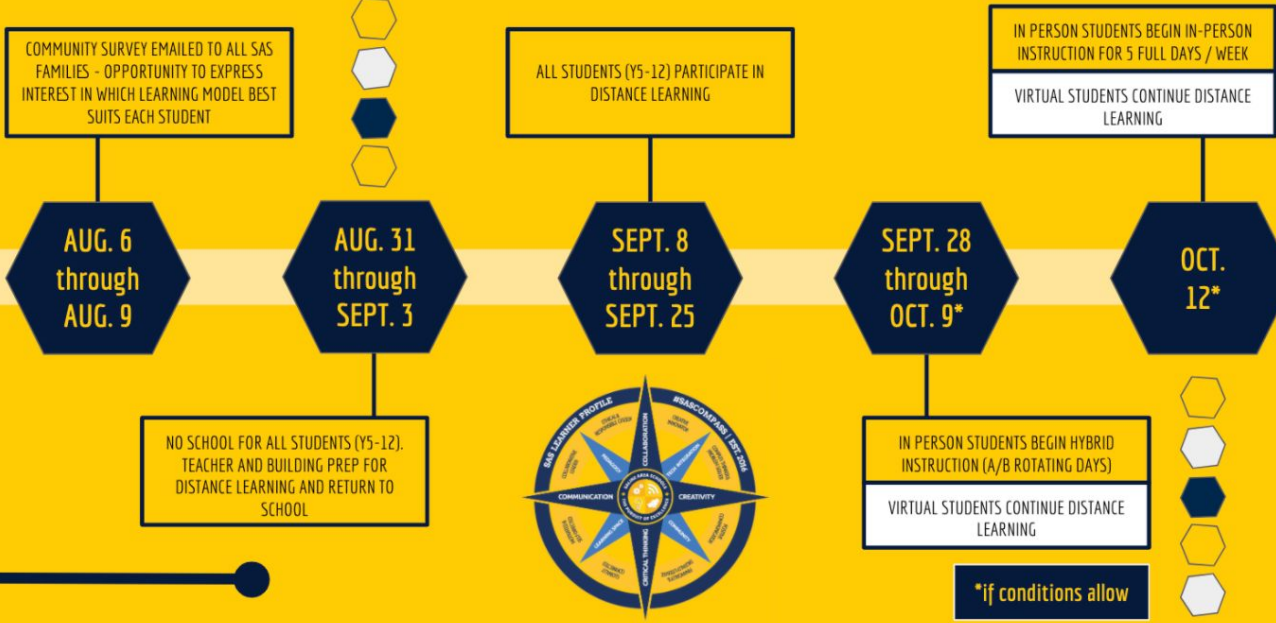 COMMUNITY SURVEY EMAILED TO ALL SAS
FAMILIES - OPPORTUNITY TO EXPRESS
INTEREST IN WHICH LEARNING MODEL BEST
SUITS EACH STUDENT
ALL STUDENTS (Y5-12) PARTICIPATE IN
DISTANCE LEARNING
IN PERSON STUDENTS BEGIN IN-PERSON
INSTRUCTION FOR 5 FULL DAYS / WEEK
VIRTUAL STUDENTS CONTINUE DISTANCE
LEARNING
AUG. 6
through
AUG. 9
AUG. 31
through
SEPT. 3
SEPT. 8
through
SEPT. 25
SEPT. 28
through
OCT. 9*
OCT.
12*
NO SCHOOL FOR ALL STUDENTS (Y5-12).
TEACHER AND BUILDING PREP FOR
DISTANCE LEARNING AND RETURN TO
SCHOOL
SAS LEARNER PROFILE
#SASCOMPASS | EST. 2016
COLLABORATION
COMMUNICATION
CREATIVITY
CRITICAL THINKING
LEARNING SPACE
COMMUNITY
IN PERSON STUDENTS BEGIN HYBRID
INSTRUCTION (A/B ROTATING DAYS)
VIRTUAL STUDENTS CONTINUE DISTANCE
LEARNING
*if conditions allow